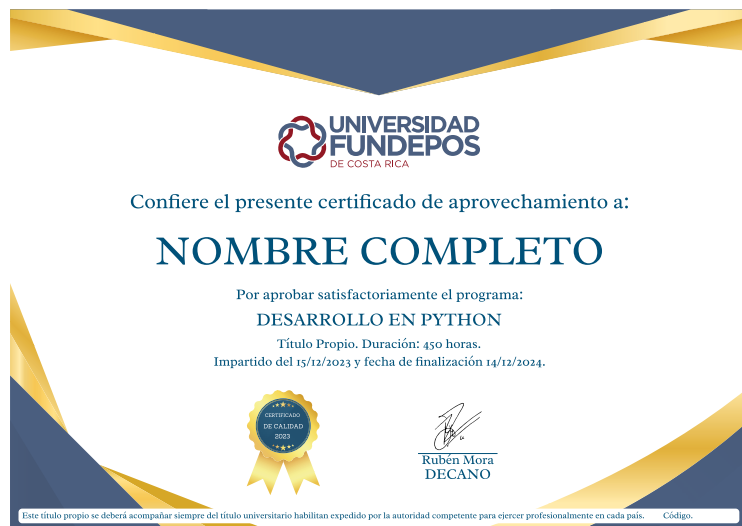 UNIVERSIDAD
FUNDEPOS
DE COSTA RICA
Confiere el presente certificado de aprovechamiento a:
NOMBRE COMPLETO
Por aprobar satisfactoriamente el programa:
DESARROLLO EN PYTHON
Título Propio. Duración: 450 horas.
Impartido del 15/12/2023 y fecha de finalización 14/12/2024.
CERTIFICADO
DE CALIDAD
2023
Rubén Mora
DECANO
Este título propio se deberá acompañar siempre del título universitario habilitan expedido por la autoridad competente para ejercer profesionalmente en cada país. Código.